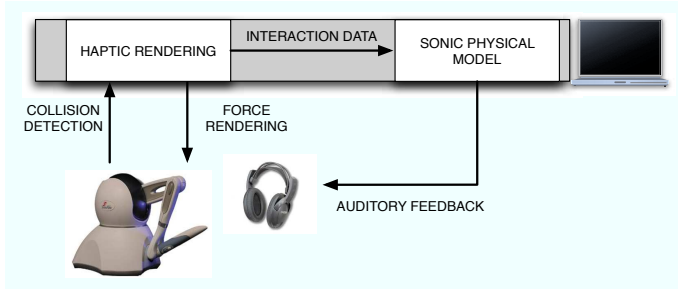 HAPTIC RENDERING
INTERACTION DATA
SONIC PHYSICAL
MODEL
COLLISION
DETECTION
FORCE
RENDERING
AUDITORY FEEDBACK